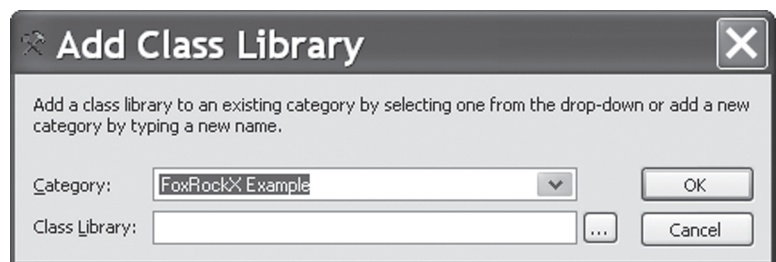 Add Class Library
Add a class library to an existing category by selecting one from the drop-down or add a new
category by typing a new name.
Category: FoxRockX Example OK
Class Library: ... Cancel